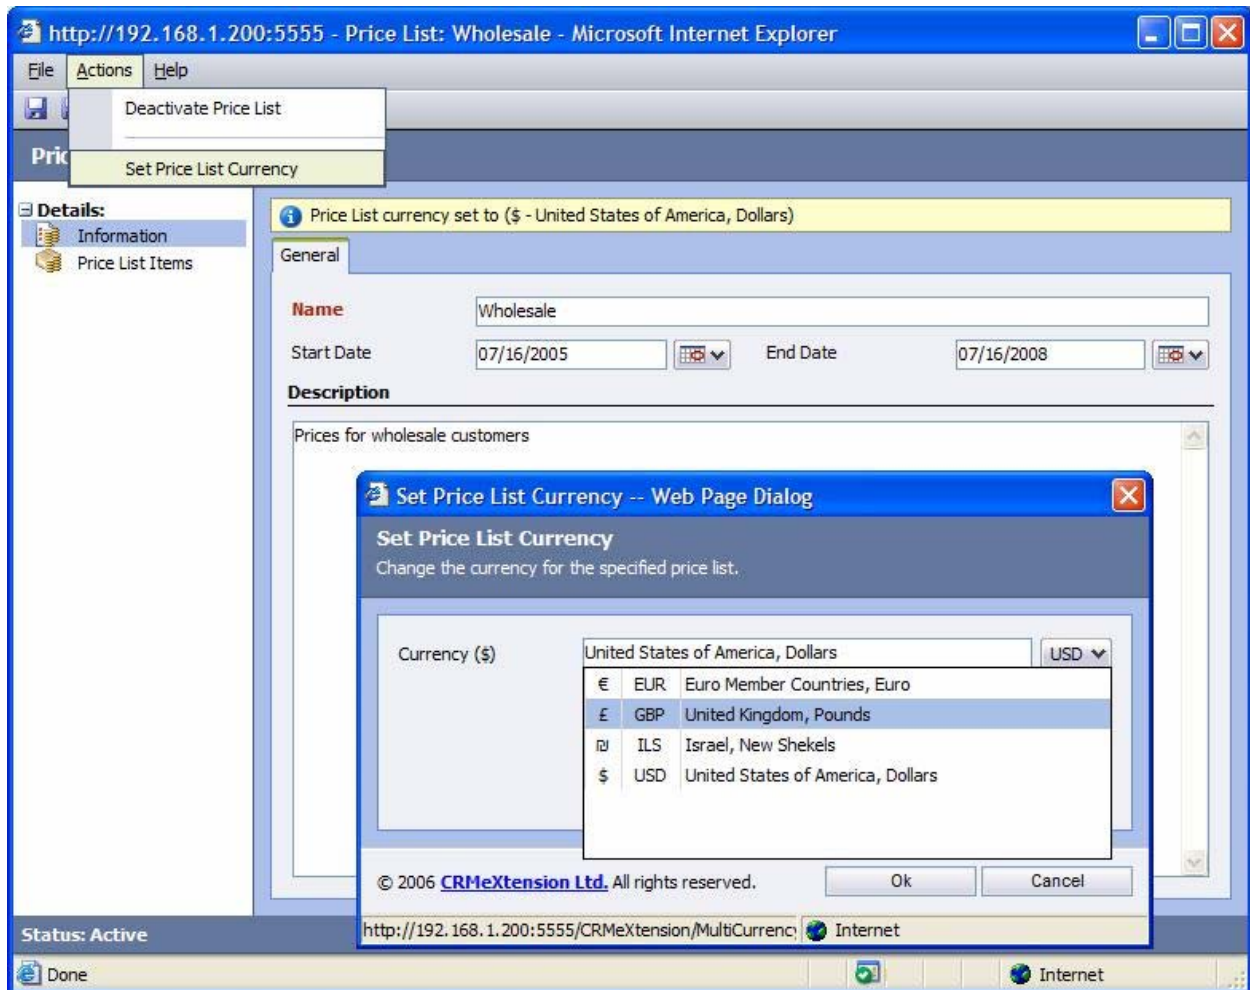 http://192.168.1.200:5555 - Price List: Wholesale - Microsoft Internet Explorer
File Actions Help
Deactivate Price List
Set Price List Currency
Details:
Information
Price List Items
Price List currency set to ($ - United States of America, Dollars)
General
Name Wholesale
Start Date 07/16/2005 End Date 07/16/2008
Description
Prices for wholesale customers
Set Price List Currency -- Web Page Dialog
Set Price List Currency
Change the currency for the specified price list.
Currency ($) United States of America, Dollars USD
€ EUR Euro Member Countries, Euro
£ GBP United Kingdom, Pounds
₪ ILS Israel, New Shekels
$ USD United States of America, Dollars
© 2006 CRMeXtension Ltd. All rights reserved. Ok Cancel
http://192.168.1.200:5555/CRMeXtension/MultiCurrenc Internet
Status: Active
Done Internet